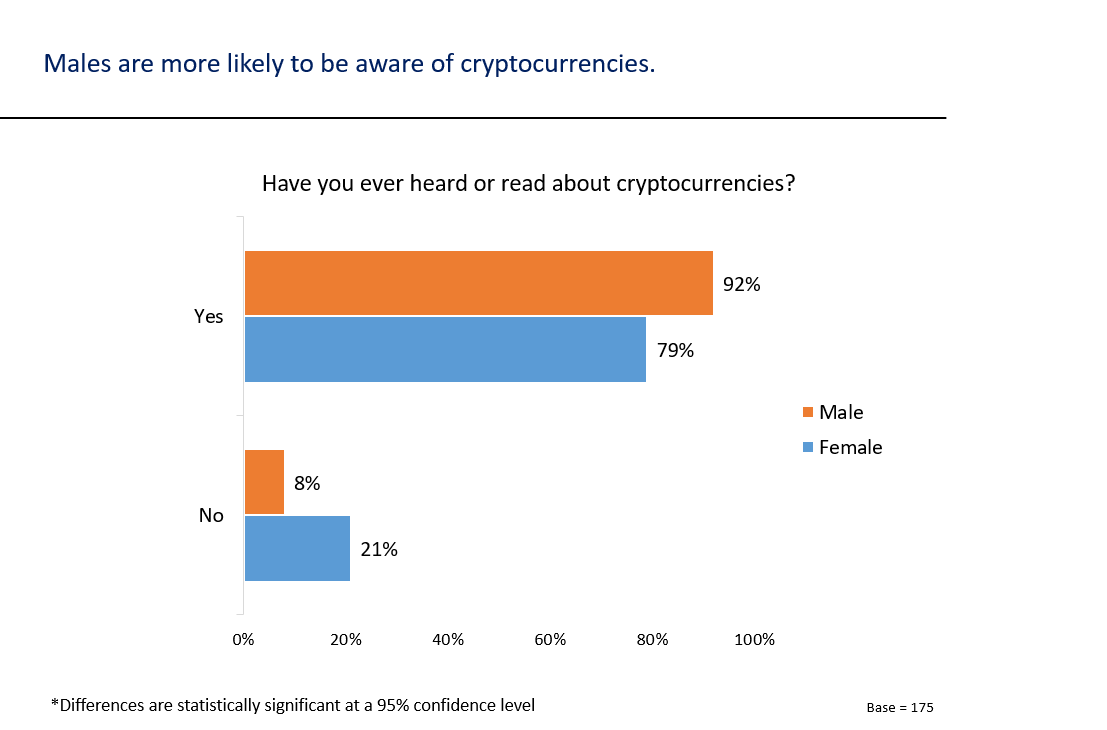 Males are more likely to be aware of cryptocurrencies.
Have you ever heard or read about cryptocurrencies?
Yes
92%
79%
Male
Female
No
8%
21%
0%
20%
40%
60%
80%
100%
*Differences are statistically significant at a 95% confidence level
Base = 175